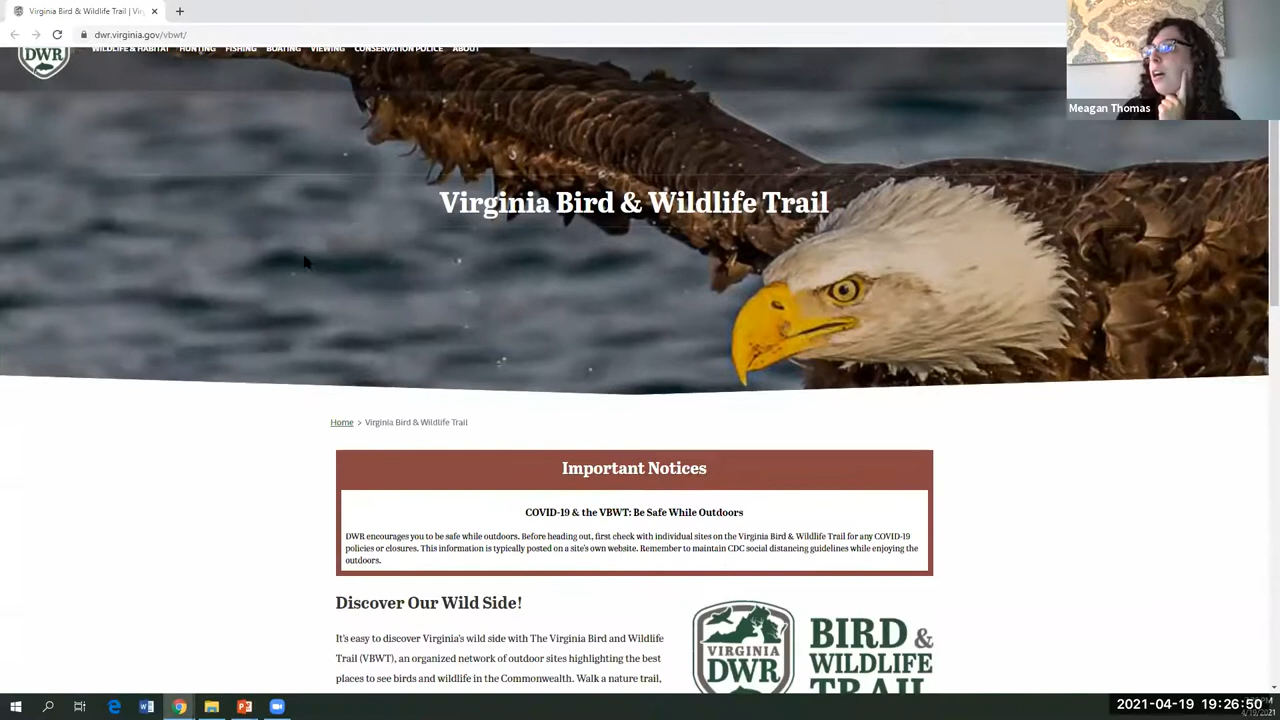 Virginia Bird & Wildlife Trail | Vir
dwr.virginia.gov/vbwt/
DWR
WILDLIFE & HABITAT HUNTING FISHING BOATING VIEWING CONSERVATION POLICE ABOUT
Meagan Thomas
Virginia Bird & Wildlife Trail
Home > Virginia Bird & Wildlife Trail
Important Notices
COVID-19 & the VBWT: Be Safe While Outdoors
DWR encourages you to be safe while outdoors. Before heading out, first check with individual sites on the Virginia Bird & Wildlife Trail for any COVID-19
policies or closures. This information is typically posted on a site's own website. Remember to maintain CDC social distancing guidelines while enjoying the
outdoors.
Discover Our Wild Side!
It's easy to discover Virginia's wild side with The Virginia Bird and Wildlife
Trail (VBWT), an organized network of outdoor sites highlighting the best
places to see birds and wildlife in the Commonwealth. Walk a nature trail,
VIRGINIA
DWR
BIRD &
WILDLIFE
TRAIL
2021-04-19 19:26:50